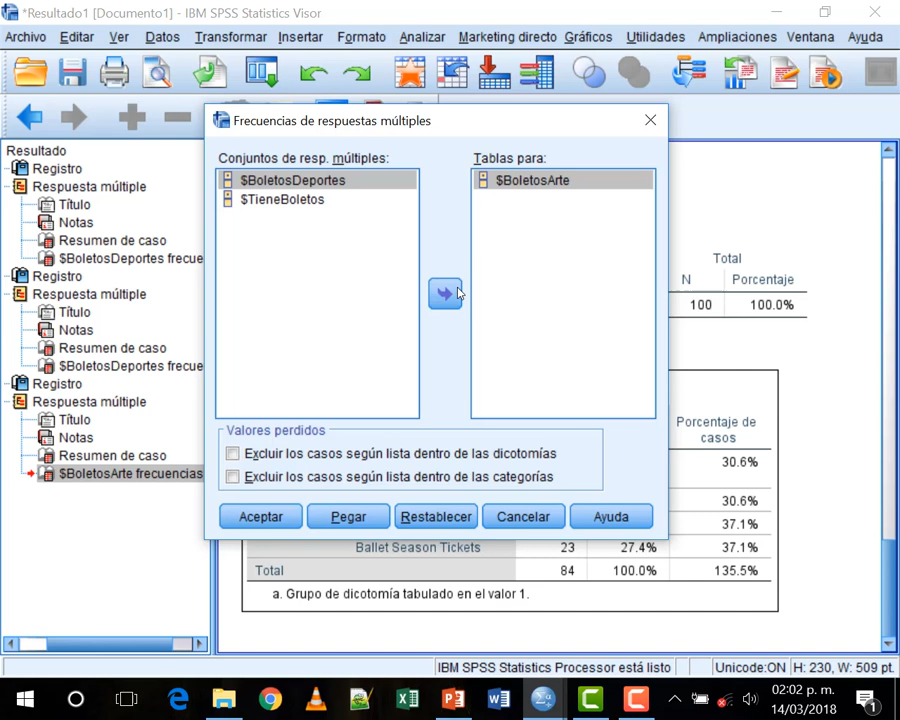 *Resultado1 [Documento1] - IBM SPSS Statistics Visor
Archivo Editar Ver Datos Transformar Insertar Formato Analizar Marketing directo Gráficos Utilidades Ampliaciones Ventana Ayuda
Frecuencias de respuestas múltiples
Conjuntos de resp. múltiples:
$BoletosDeportes
$TieneBoletos
Tablas para:
$BoletosArte
Valores perdidos
Excluir los casos según lista dentro de las dicotomías
Excluir los casos según lista dentro de las categorías
Aceptar Pegar Restablecer Cancelar Ayuda
Resultado
Registro
Respuesta múltiple
Título
Notas
Resumen de caso
$BoletosDeportes frecue
Registro
Respuesta múltiple
Título
Notas
Resumen de caso
$BoletosDeportes frecue
Registro
Respuesta múltiple
Título
Notas
Resumen de caso
$BoletosArte frecuencias
Total
N Porcentaje
100 100.0%
Porcentaje de
casos
30.6%
30.6%
37.1%
Ballet Season Tickets 23 27.4% 37.1%
Total 84 100.0% 135.5%
a. Grupo de dicotomía tabulado en el valor 1.
IBM SPSS Statistics Processor está listo Unicode:ON H: 230, W: 509 pt.
02:02 p. m.
14/03/2018
1